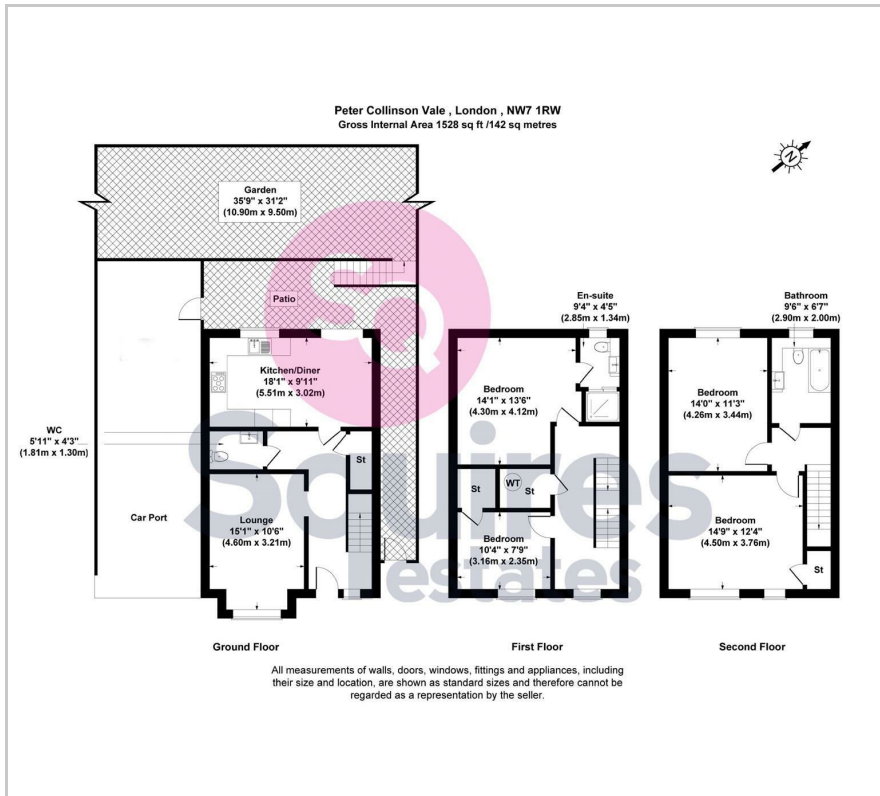 Peter Collinson Vale , London , NW7 1RW
Gross Internal Area 1528 sq ft /142 sq metres
N
Garden
35'9" x 31'2"
(10.90m x 9.50m)
Patio
Kitchen/Diner
18'1" x 9'11"
(5.51m x 3.02m)
WC
5'11" x 4'3"
(1.81m x 1.30m)
St
Car Port
Lounge
15'1" x 10'6"
(4.60m x 3.21m)
Ground Floor
En-suite
9'4" x 4'5"
(2.85m x 1.34m)
Bedroom
14'1" x 13'6"
(4.30m x 4.12m)
St
WT
St
Bedroom
10'4" x 7'9"
(3.16m x 2.35m)
First Floor
Bathroom
9'6" x 6'7"
(2.90m x 2.00m)
Bedroom
14'0" x 11'3"
(4.26m x 3.44m)
Bedroom
14'9" x 12'4"
(4.50m x 3.76m)
St
Second Floor
SQ
Squires
estates
All measurements of walls, doors, windows, fittings and appliances, including
their size and location, are shown as standard sizes and therefore cannot be
regarded as a representation by the seller.